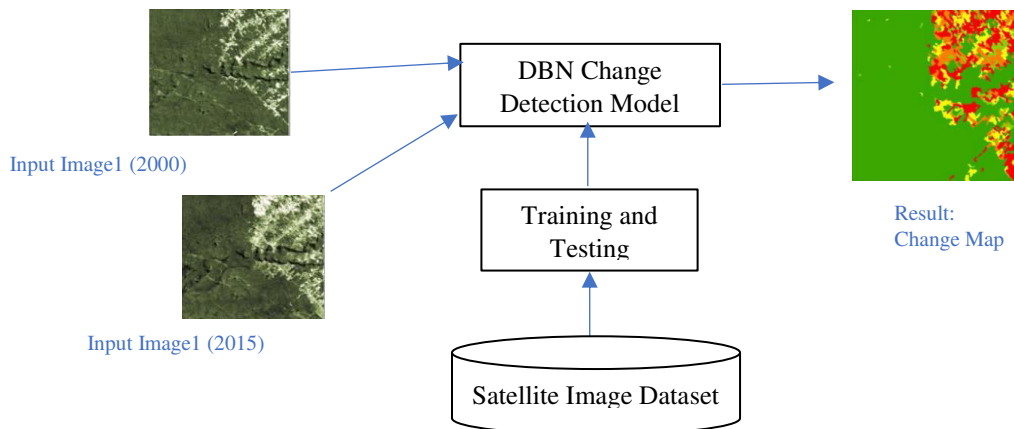 DBN Change
Detection Model
Input Image1 (2000)
Training and
Testing
Result:
Change Map
Input Image1 (2015)
Satellite Image Dataset